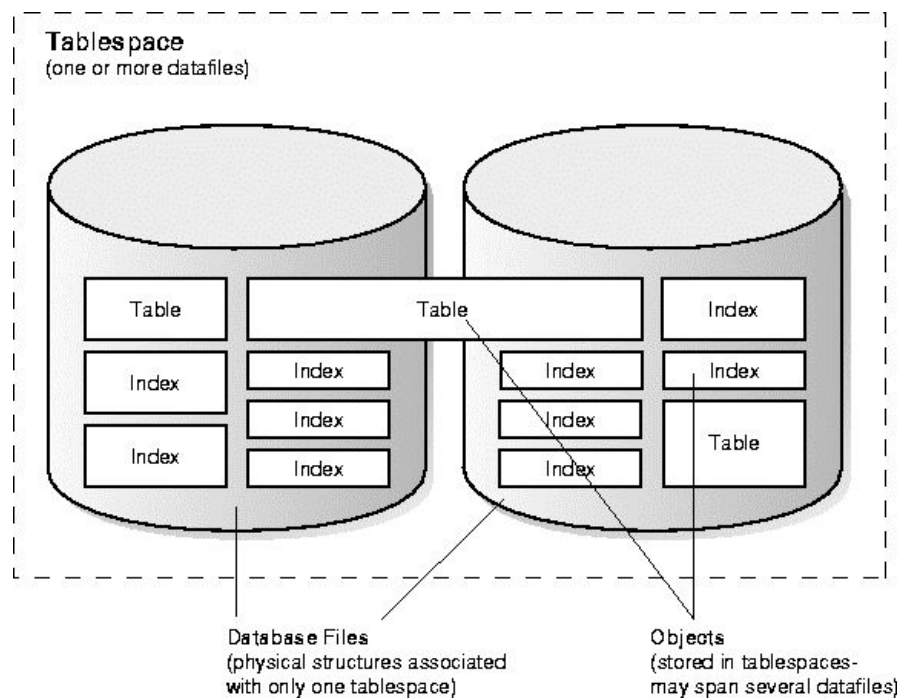 Tablespace
(one or more datafiles)
Table
Table
Index
Index
Index
Index
Index
Index
Index
Index
Table
Index
Index
Database Files
(physical structures associated
with only one tablespace)
Objects
(stored in tablespaces-
may span several datafiles)